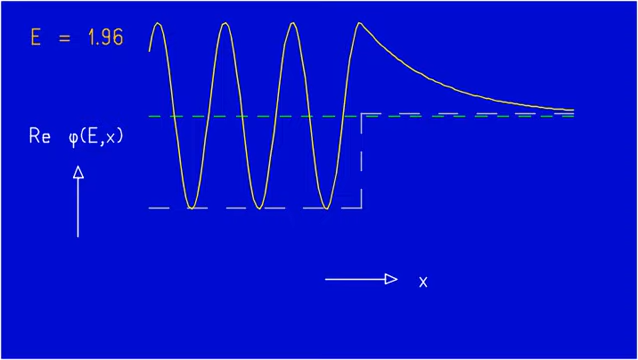 E = 1.96
Re φ(E,x)
x